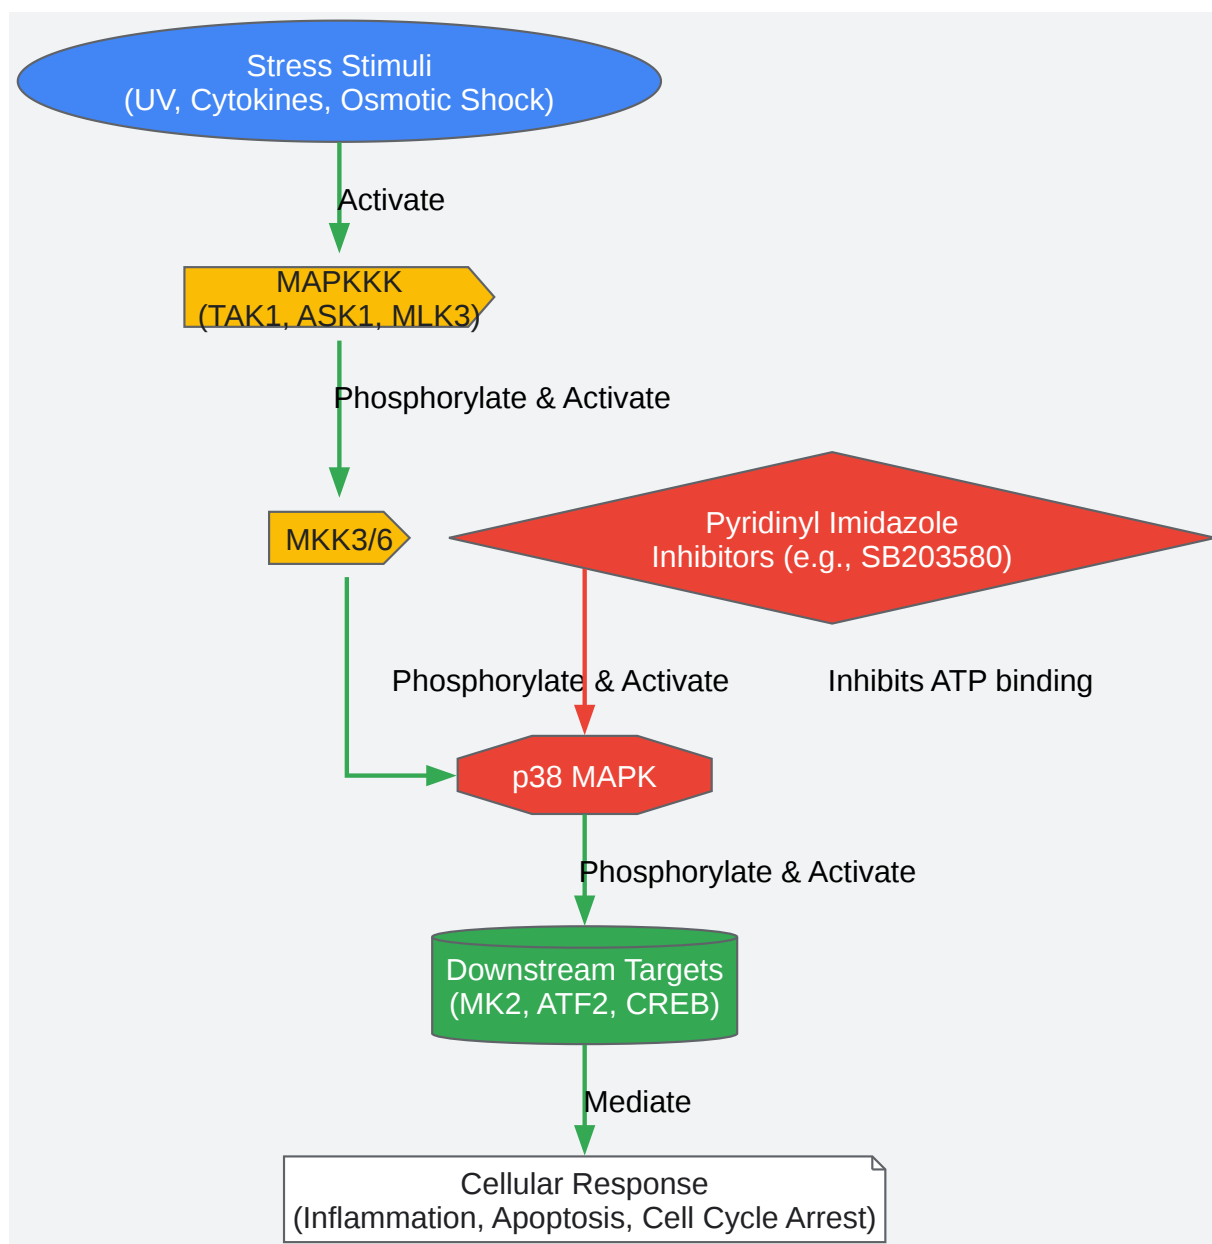 Stress Stimuli
(UV, Cytokines, Osmotic Shock)
Activate
MAPKKK
(TAK1, ASK1, MLK3)
Phosphorylate & Activate
MKK3/6
Pyridinyl Imidazole
Inhibitors (e.g., SB203580)
Phosphorylate & Activate
Inhibits ATP binding
p38 MAPK
Phosphorylate & Activate
Downstream Targets
(MK2, ATF2, CREB)
Mediate
Cellular Response
(Inflammation, Apoptosis, Cell Cycle Arrest)